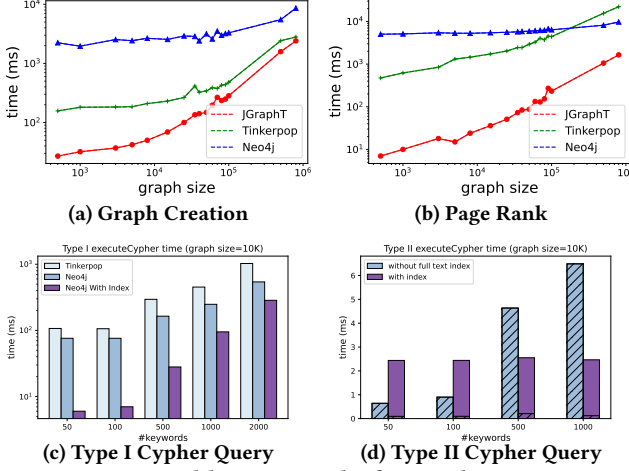 10⁴
10³
10²
time (ms)
10³
10⁴
10⁵
10⁶
graph size
JGraphT
Tinkerpop
Neo4j
(a) Graph Creation
10⁴
10³
10²
10¹
time (ms)
10³
10⁴
10⁵
graph size
JGraphT
Tinkerpop
Neo4j
(b) Page Rank
Type I executeCypher time (graph size=10K)
Tinkerpop
Neo4j
Neo4j With Index
10³
10²
10¹
time (ms)
50
100
500
1000
2000
#keywords
(c) Type I Cypher Query
Type II executeCypher time (graph size=10K)
without full text index
with index
6
5
4
3
2
1
0
time (ms)
50
100
500
1000
#keywords
(d) Type II Cypher Query